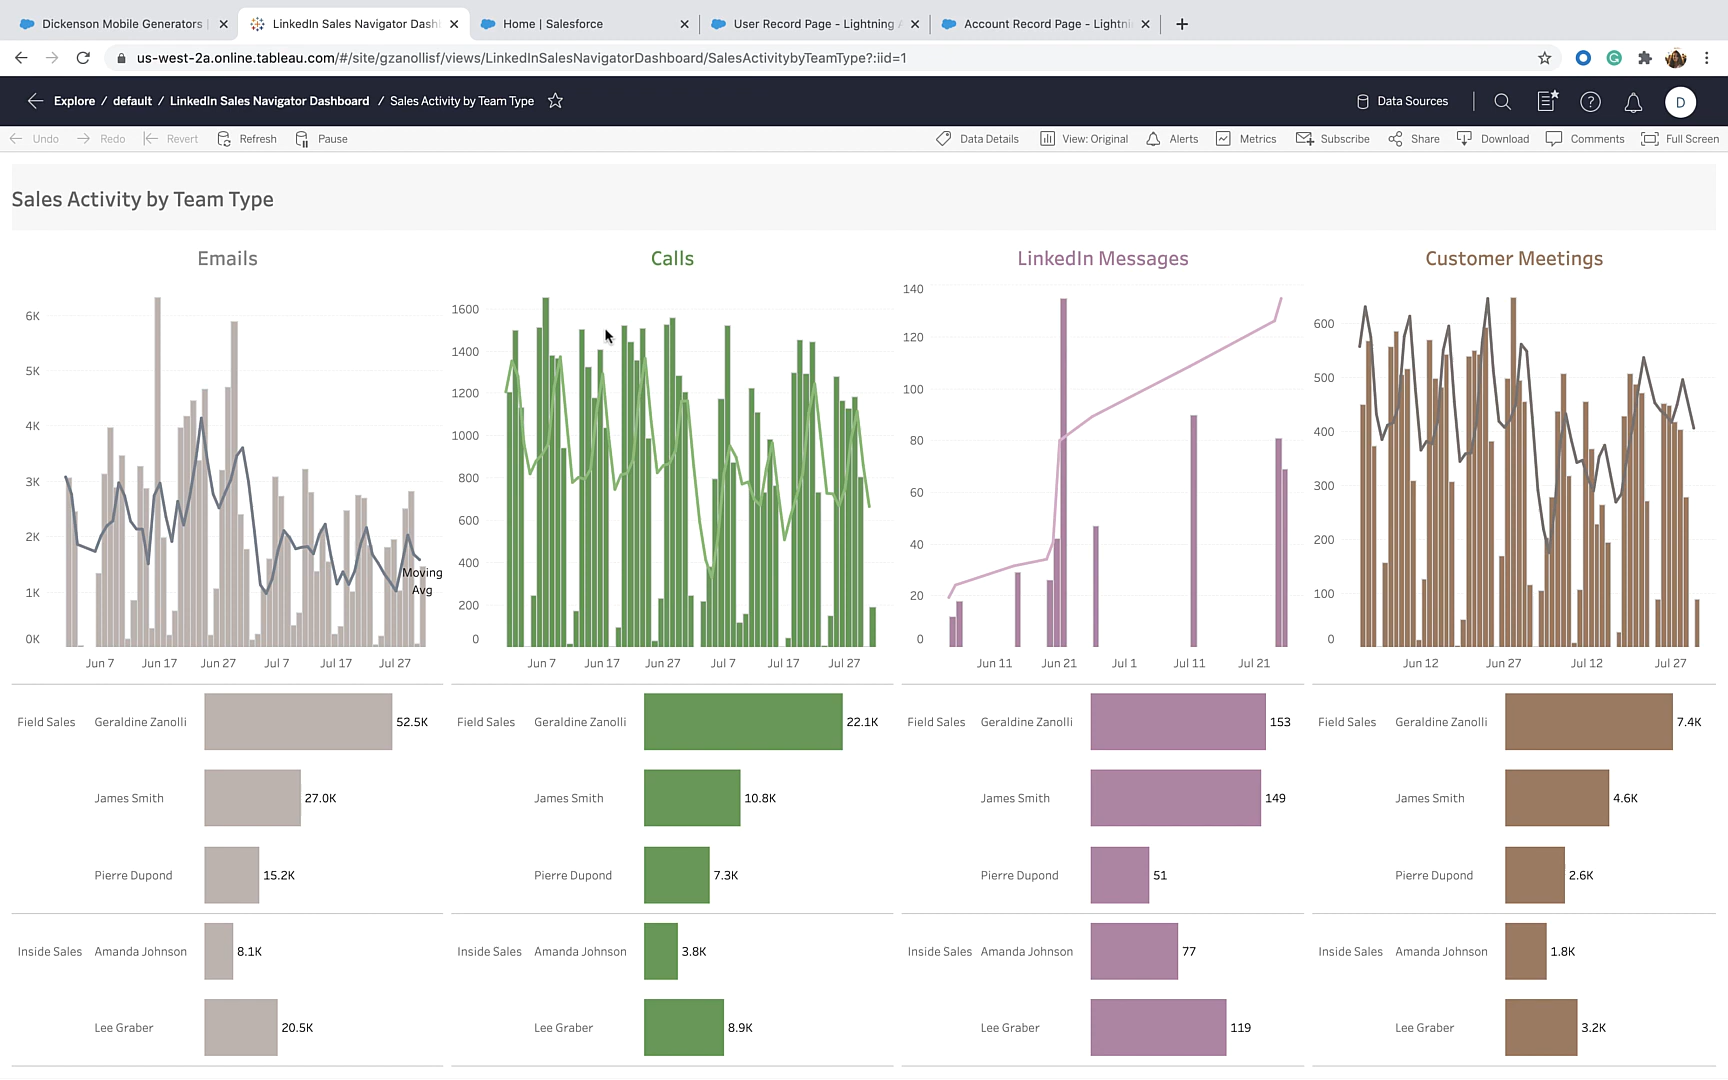 Dickenson Mobile Generators |
LinkedIn Sales Navigator Dash
Home | Salesforce
User Record Page - Lightning A
Account Record Page - Lightni
us-west-2a.online.tableau.com/#/site/gzanollisf/views/LinkedInSalesNavigatorDashboard/SalesActivitybyTeamType?:iid=1
Explore / default / LinkedIn Sales Navigator Dashboard / Sales Activity by Team Type
Data Sources
D
Undo Redo Revert Refresh Pause
Data Details View: Original Alerts Metrics Subscribe Share Download Comments Full Screen
Sales Activity by Team Type
Emails
6K
5K
4K
3K
2K
1K
0K
Moving
Avg
Jun 7 Jun 17 Jun 27 Jul 7 Jul 17 Jul 27
Calls
1600
1400
1200
1000
800
600
400
200
0
Jun 7 Jun 17 Jun 27 Jul 7 Jul 17 Jul 27
LinkedIn Messages
140
120
100
80
60
40
20
0
Jun 11 Jun 21 Jul 1 Jul 11 Jul 21
Customer Meetings
600
500
400
300
200
100
0
Jun 12 Jun 27 Jul 12 Jul 27
Field Sales Geraldine Zanolli 52.5K
James Smith 27.0K
Pierre Dupond 15.2K
Inside Sales Amanda Johnson 8.1K
Lee Graber 20.5K
Field Sales Geraldine Zanolli 22.1K
James Smith 10.8K
Pierre Dupond 7.3K
Inside Sales Amanda Johnson 3.8K
Lee Graber 8.9K
Field Sales Geraldine Zanolli 153
James Smith 149
Pierre Dupond 51
Inside Sales Amanda Johnson 77
Lee Graber 119
Field Sales Geraldine Zanolli 7.4K
James Smith 4.6K
Pierre Dupond 2.6K
Inside Sales Amanda Johnson 1.8K
Lee Graber 3.2K